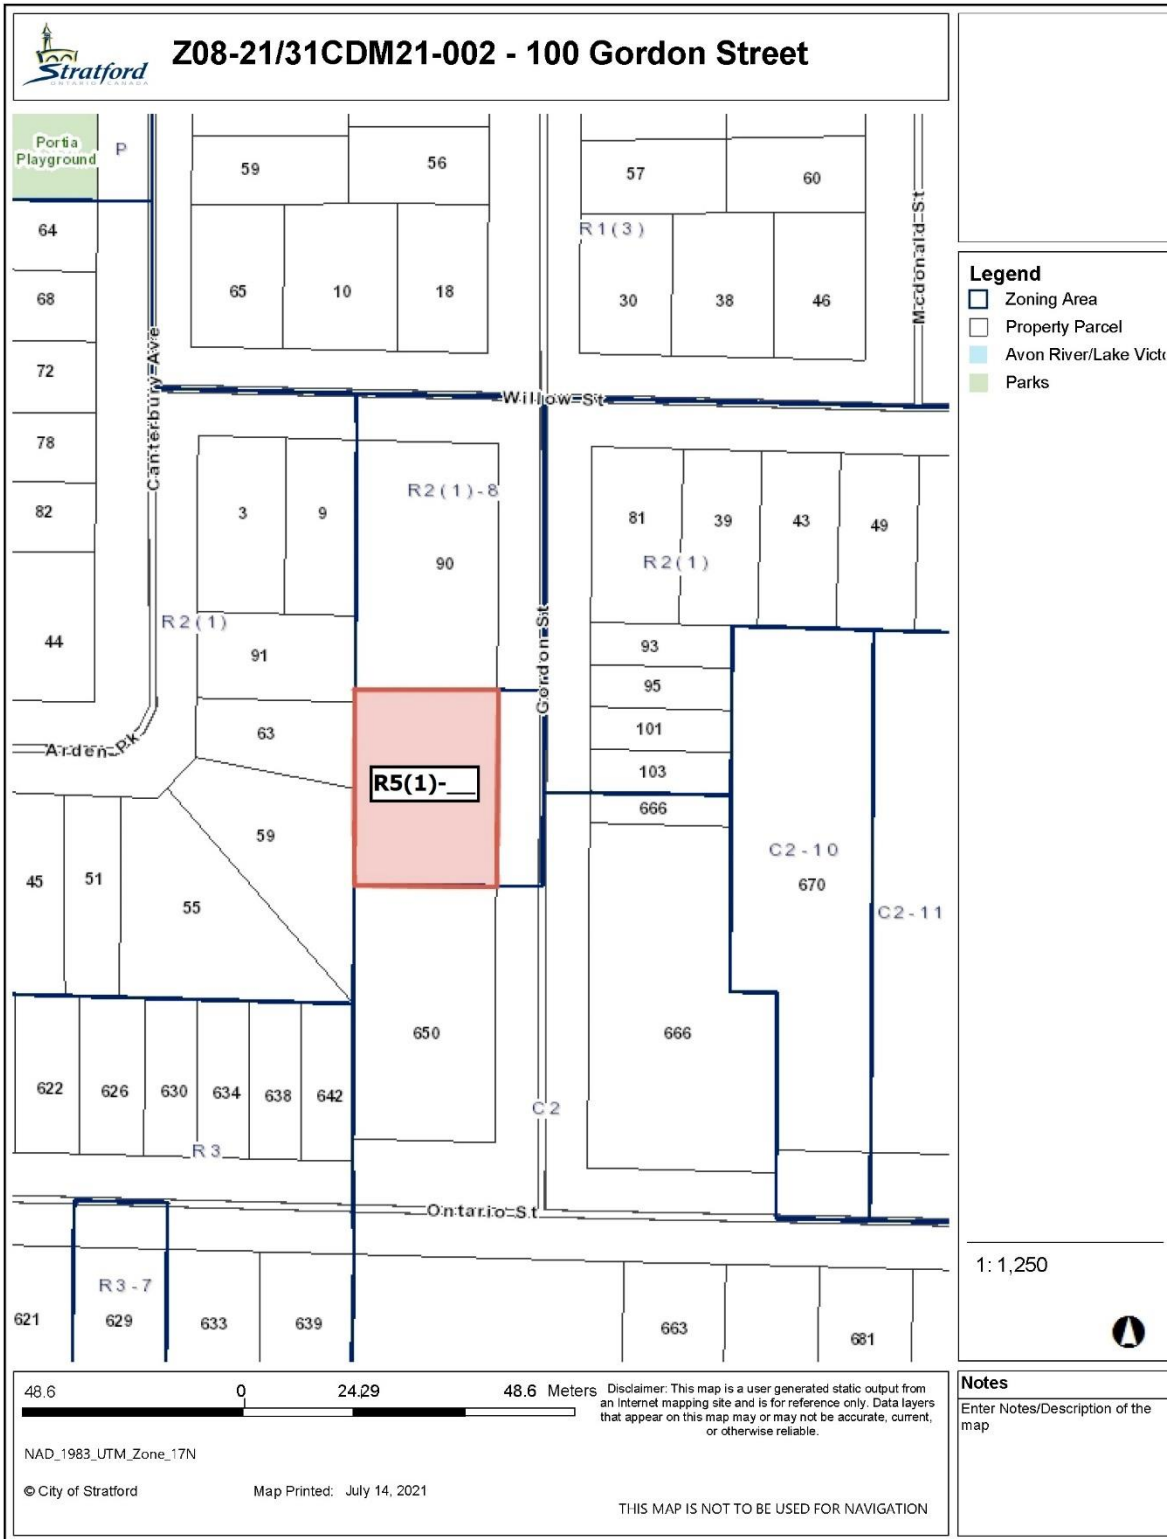 Stratford
ONTARIO CANADA
Z08-21/31CDM21-002 - 100 Gordon Street
Portia
Playground
P
59
56
57
60
64
R1(3)
68
65
10
18
30
38
46
Mcdonald St
72
Canterbury Ave
Willow St
78
R2(1)-8
82
3
9
81
39
43
49
90
R2(1)
R2(1)
44
91
93
Gordon St
95
63
101
Arden Pk
103
R5(1)-__
666
59
C2-10
45
51
670
55
C2-11
650
666
622
626
630
634
638
642
C2
R3
Ontario St
R3-7
621
629
633
639
663
681
Legend
Zoning Area
Property Parcel
Avon River/Lake Victo
Parks
1: 1,250
48.6
0
24.29
48.6 Meters
NAD_1983_UTM_Zone_17N
© City of Stratford
Map Printed: July 14, 2021
Disclaimer: This map is a user generated static output from
an Internet mapping site and is for reference only. Data layers
that appear on this map may or may not be accurate, current,
or otherwise reliable.
THIS MAP IS NOT TO BE USED FOR NAVIGATION
Notes
Enter Notes/Description of the
map